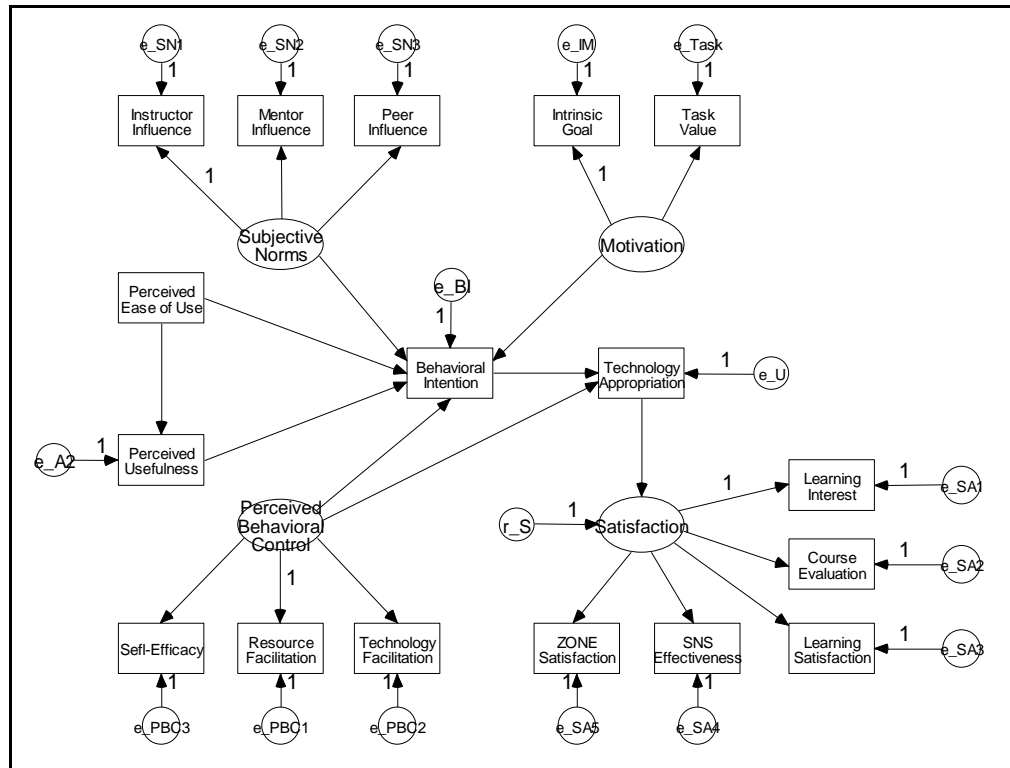 e_SN1
e_SN2
e_SN3
e_IM
e_Task
1
1
1
1
1
Instructor
Influence
Mentor
Influence
Peer
Influence
Intrinsic
Goal
Task
Value
1
1
Subjective
Norms
Motivation
Perceived
Ease of Use
e_BI
1
Behavioral
Intention
Technology
Appropriation
1
e_U
e_A2
1
Perceived
Usefulness
Perceived
Behavioral
Control
r_S
1
Satisfaction
1
Learning
Interest
1
e_SA1
Course
Evaluation
1
e_SA2
1
Sefl-Efficacy
Resource
Facilitation
Technology
Facilitation
ZONE
Satisfaction
SNS
Effectiveness
Learning
Satisfaction
1
e_SA3
1
1
1
1
1
e_PBC3
e_PBC1
e_PBC2
e_SA5
e_SA4